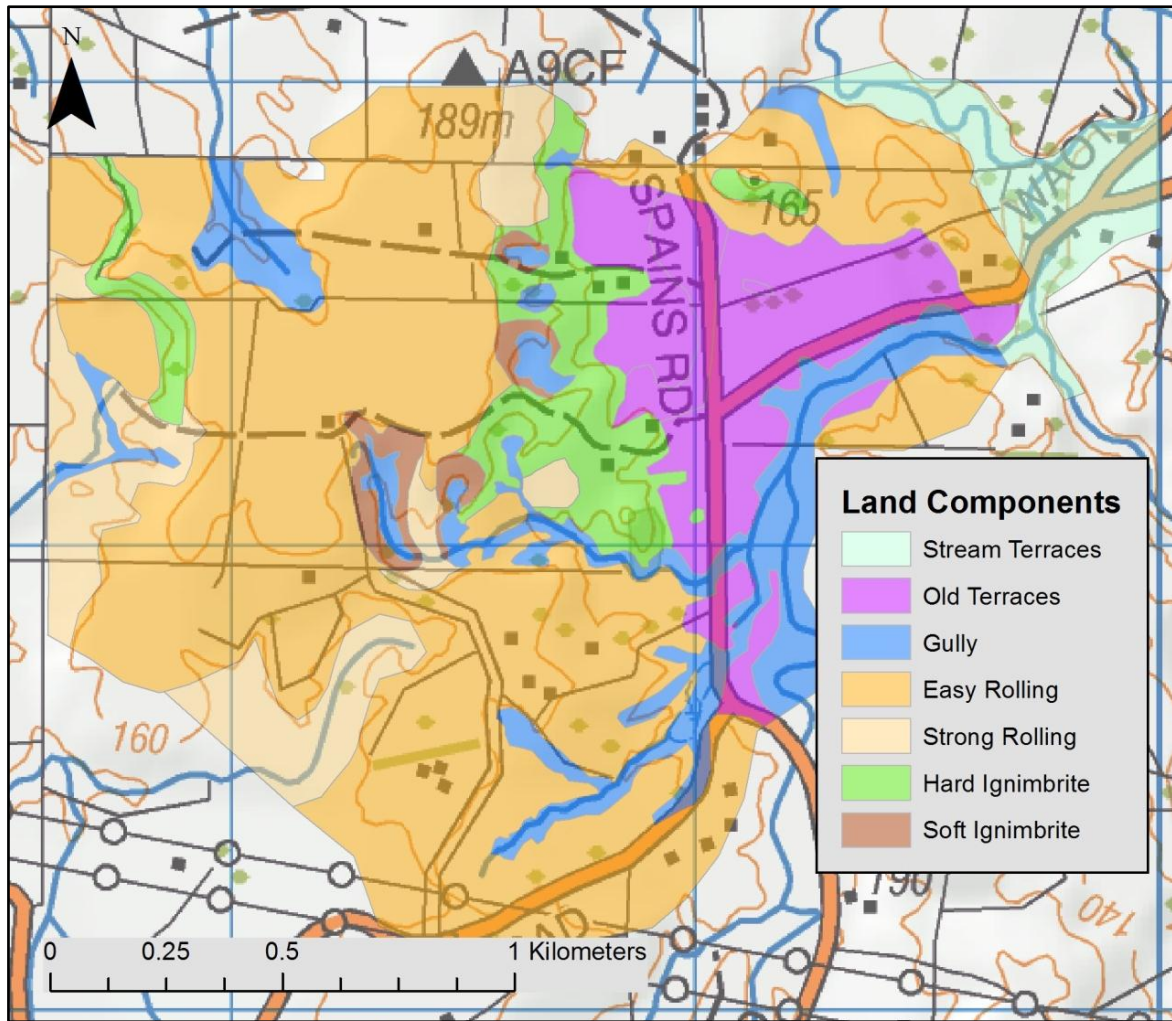 N
A9CF
189m
WAOTU
165
SPAINS RD
160
Land Components
Stream Terraces
Old Terraces
Gully
Easy Rolling
Strong Rolling
Hard Ignimbrite
Soft Ignimbrite
190
140
AD
0 0.25 0.5 1 Kilometers